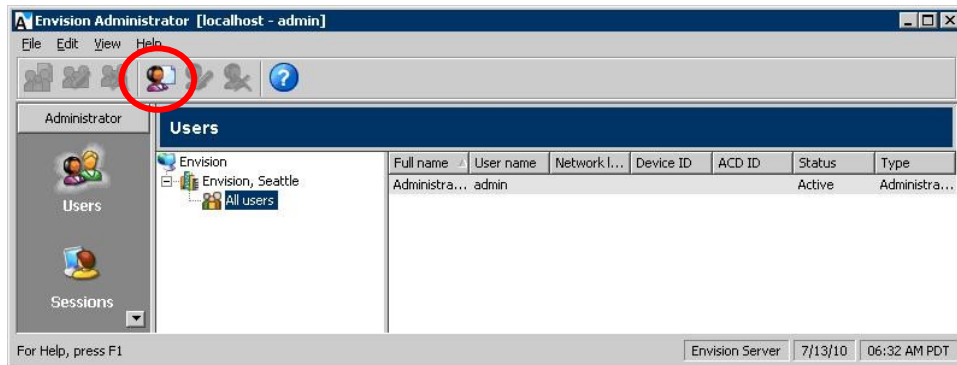 Envision Administrator [localhost - admin]
File Edit View Help
Administrator
Users
Sessions
Users
Envision
Envision, Seattle
All users
Full name User name Network l... Device ID ACD ID Status Type
Administra... admin Active Administra...
For Help, press F1
Envision Server 7/13/10 06:32 AM PDT